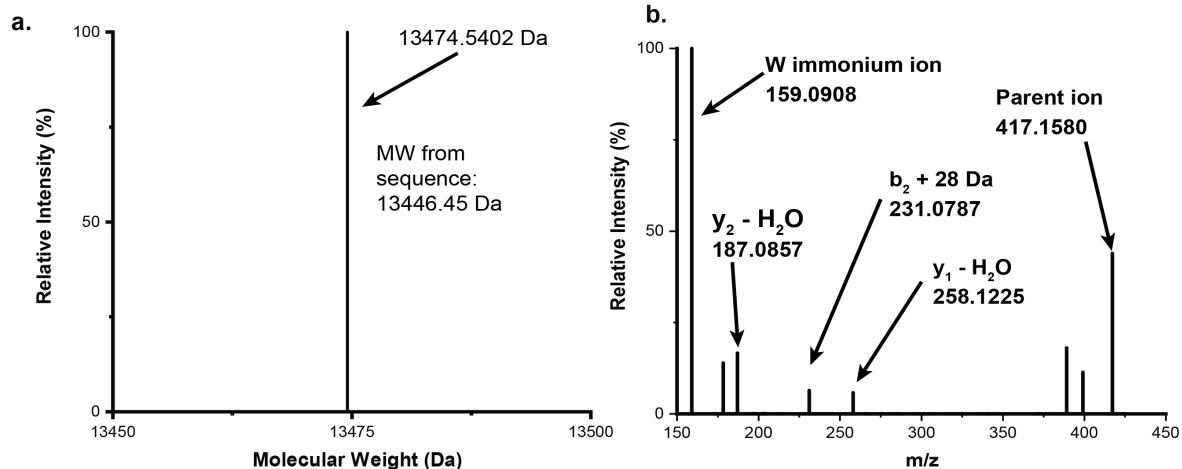 a.
100
50
0
Relative Intensity (%)
13474.5402 Da
MW from
sequence:
13446.45 Da
13450
13475
13500
Molecular Weight (Da)
b.
100
50
0
Relative Intensity (%)
W immonium ion
159.0908
Parent ion
417.1580
b₂ + 28 Da
231.0787
y₂ - H₂O
187.0857
y₁ - H₂O
258.1225
150
200
250
300
350
400
450
m/z